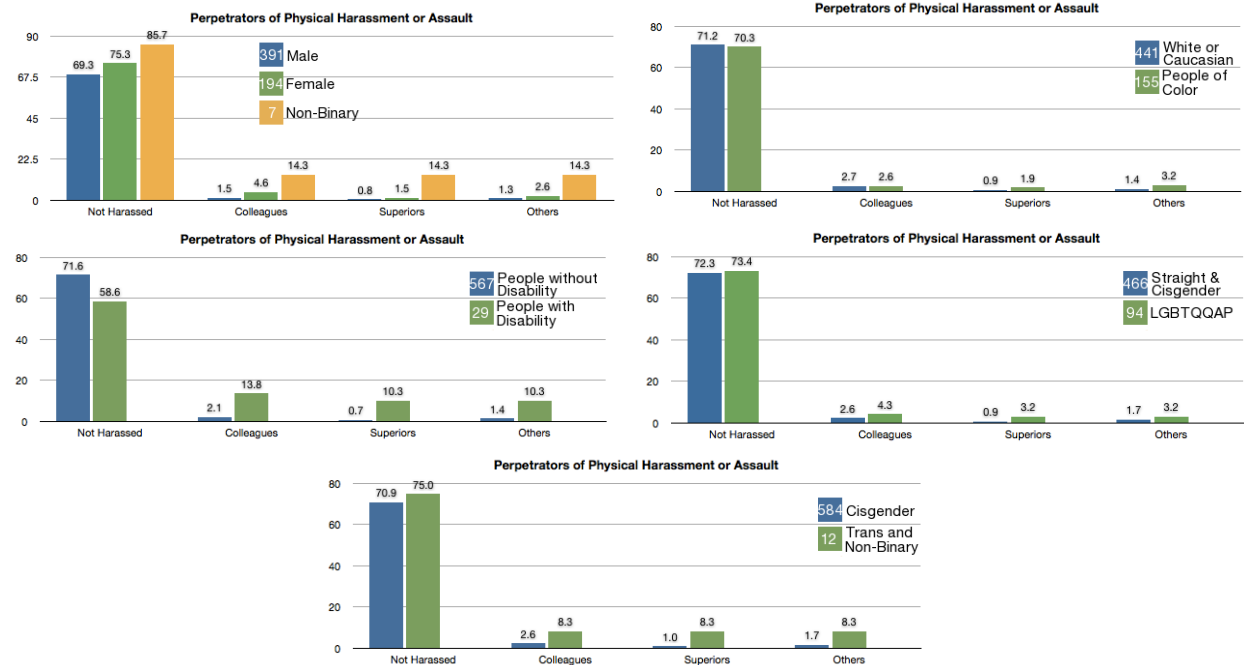 Perpetrators of Physical Harassment or Assault
90
67.5
45
22.5
0
69.3
75.3
85.7
1.5
4.6
14.3
0.8
1.5
14.3
1.3
2.6
14.3
Not Harassed
Colleagues
Superiors
Others
391 Male
194 Female
7 Non-Binary
Perpetrators of Physical Harassment or Assault
80
60
40
20
0
71.2
70.3
2.7
2.6
0.9
1.9
1.4
3.2
Not Harassed
Colleagues
Superiors
Others
441 White or
Caucasian
155 People of
Color
Perpetrators of Physical Harassment or Assault
80
60
40
20
0
71.6
58.6
2.1
13.8
0.7
10.3
1.4
10.3
Not Harassed
Colleagues
Superiors
Others
567 People without
Disability
29 People with
Disability
Perpetrators of Physical Harassment or Assault
80
60
40
20
0
72.3
73.4
2.6
4.3
0.9
3.2
1.7
3.2
Not Harassed
Colleagues
Superiors
Others
466 Straight &
Cisgender
94 LGBTQQAP
Perpetrators of Physical Harassment or Assault
80
60
40
20
0
70.9
75.0
2.6
8.3
1.0
8.3
1.7
8.3
Not Harassed
Colleagues
Superiors
Others
584 Cisgender
12 Trans and
Non-Binary